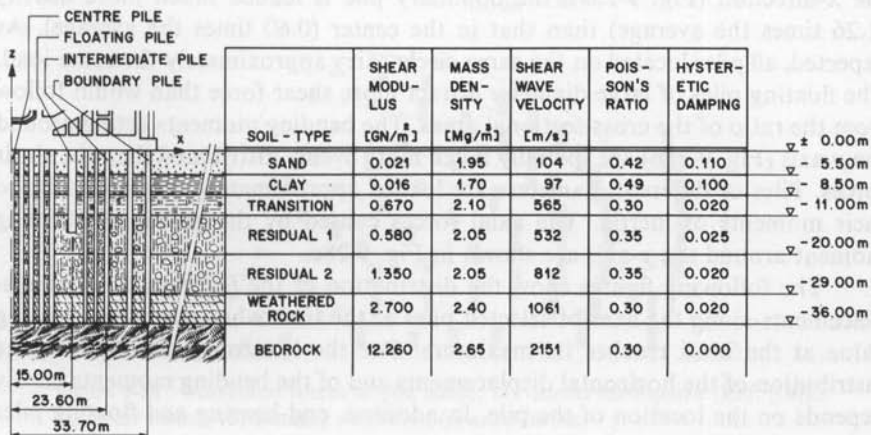 CENTRE PILE
FLOATING PILE
INTERMEDIATE PILE
BOUNDARY PILE
z
x
SOIL-TYPE
SHEAR MODU-LUS [GN/m²]
MASS DEN-SITY [Mg/m³]
SHEAR WAVE VELOCITY [m/s]
POIS-SON'S RATIO
HYSTER-ETIC DAMPING
± 0.00m
SAND 0.021 1.95 104 0.42 0.110
- 5.50m
CLAY 0.016 1.70 97 0.49 0.100
- 8.50m
TRANSITION 0.670 2.10 565 0.30 0.020
- 11.00m
RESIDUAL 1 0.580 2.05 532 0.35 0.025
-20.00m
RESIDUAL 2 1.350 2.05 812 0.35 0.020
-29.00m
WEATHERED ROCK 1.700 2.40 842 0.30 0.020
-36.00m
BEDROCK 12.260 2.65 2151 0.30 0.000
15.00m
23.60m
33.70m